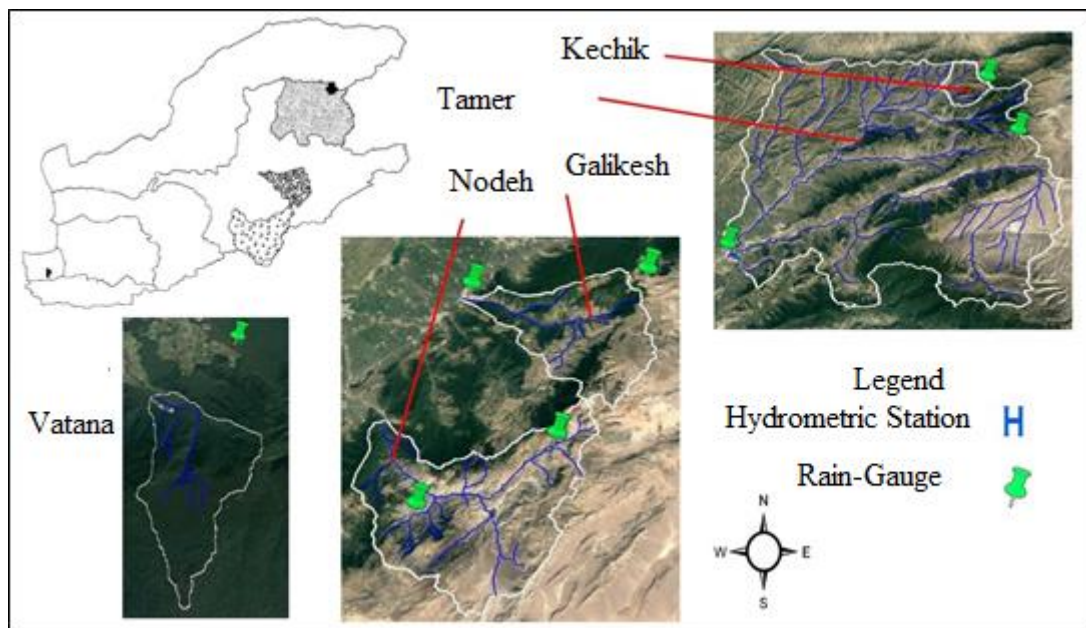 Kechik
Tamer
Nodeh
Galikesh
Vatana
Legend
Hydrometric Station H
Rain-Gauge
N
W E
S